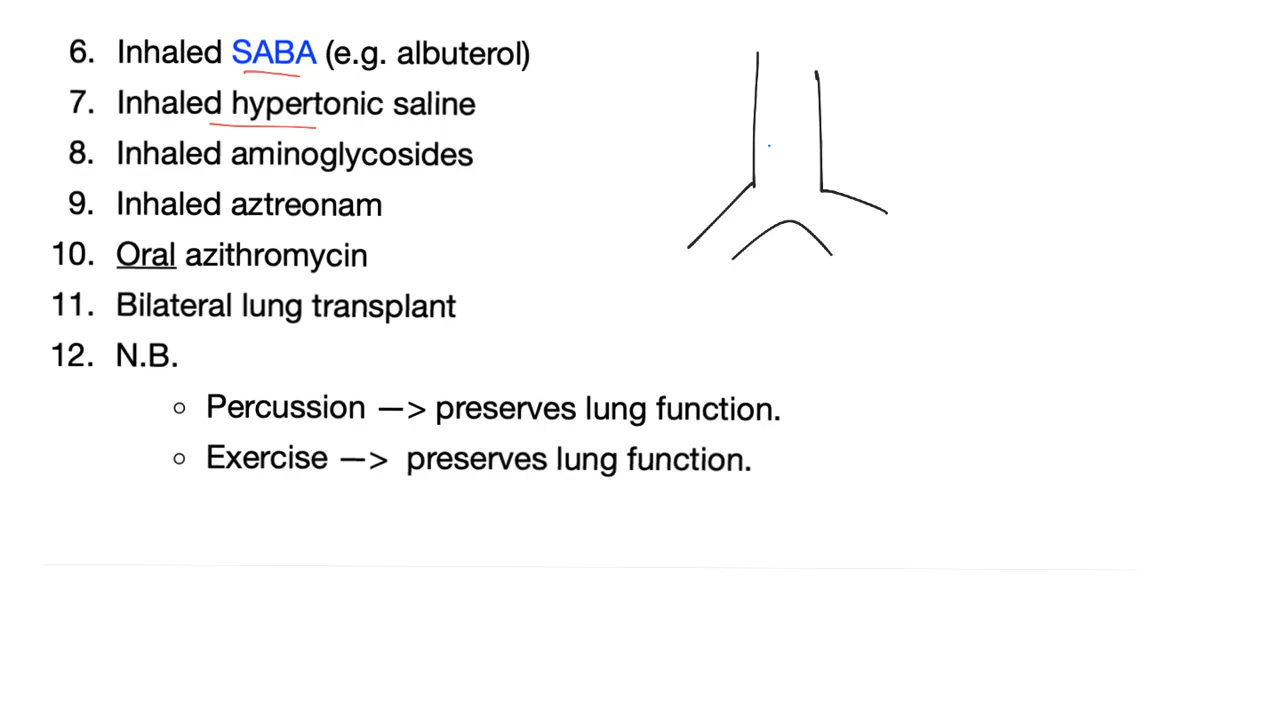 6. Inhaled SABA (e.g. albuterol)
7. Inhaled hypertonic saline
8. Inhaled aminoglycosides
9. Inhaled aztreonam
10. Oral azithromycin
11. Bilateral lung transplant
12. N.B.
○ Percussion —> preserves lung function.
○ Exercise —> preserves lung function.